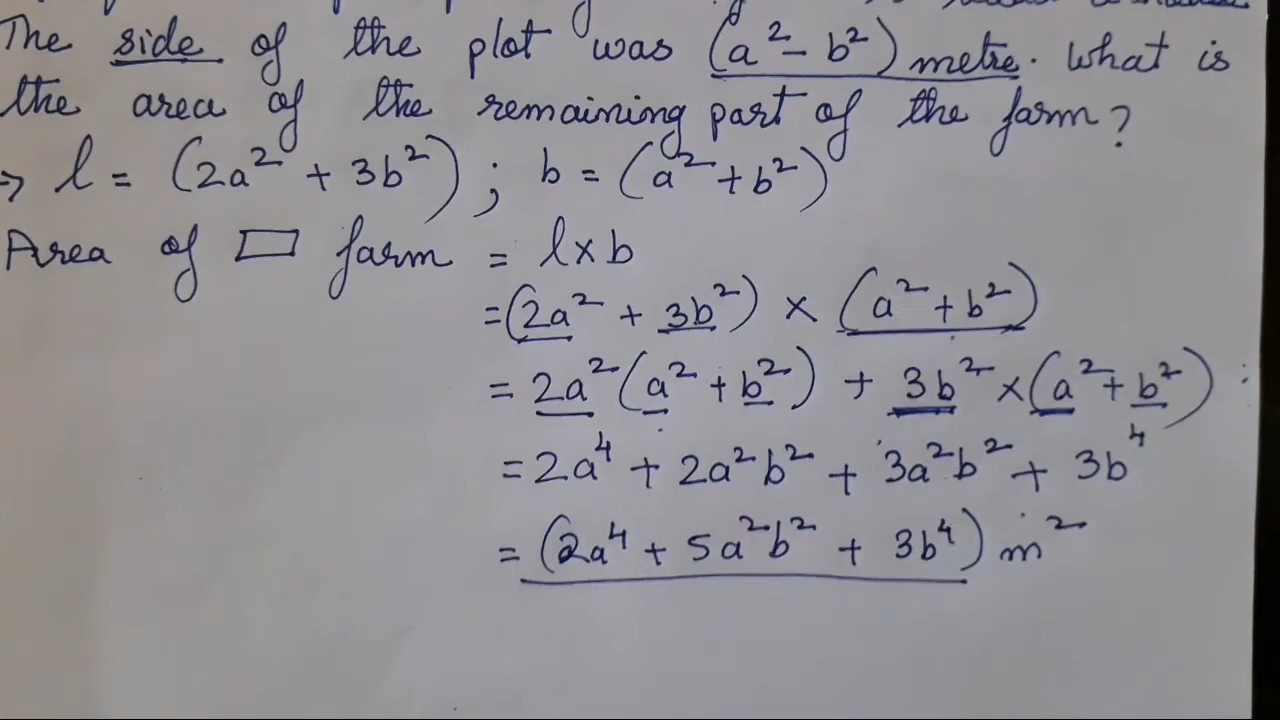 The side of the plot was (a² - b²) metre. What is
the area of the remaining part of the farm?
→ l = (2a² + 3b²) ; b = (a² + b²)
Area of ▭ farm = l × b
= (2a² + 3b²) × (a² + b²)
= 2a² (a² + b²) + 3b² × (a² + b²)
= 2a⁴ + 2a²b² + 3a²b² + 3b⁴
= (2a⁴ + 5a²b² + 3b⁴) m²